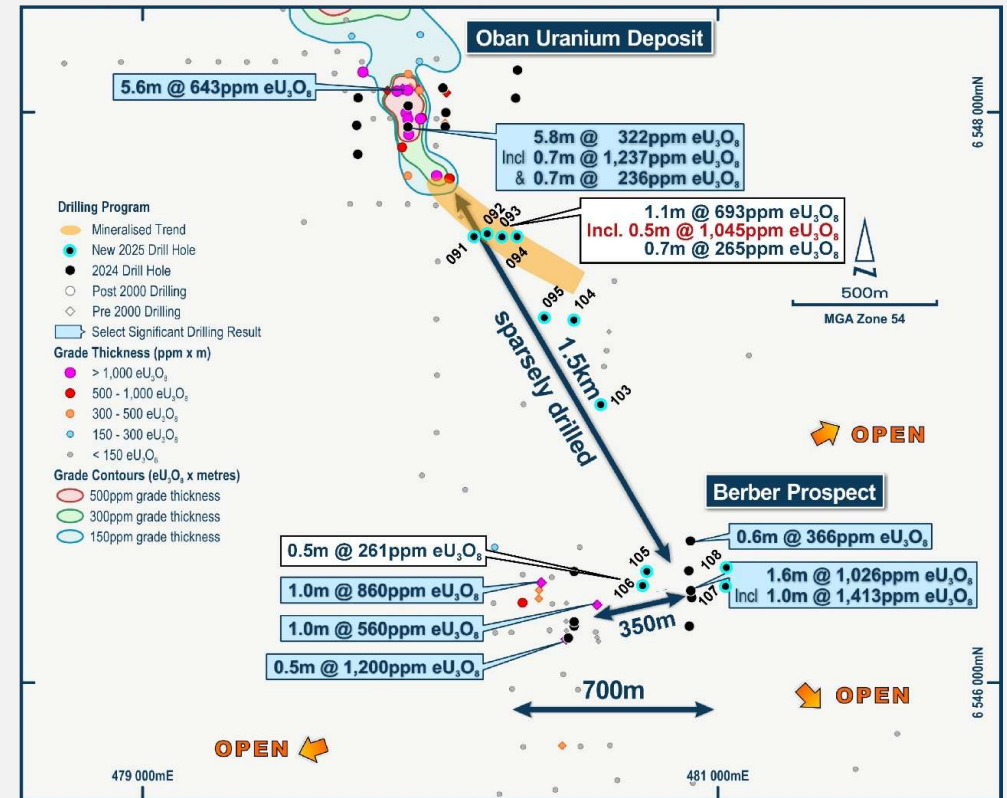 Oban Uranium Deposit
5.6m @ 643ppm eU₃O₈
6 548 000mN
5.8m @ 322ppm eU₃O₈
Incl 0.7m @ 1,237ppm eU₃O₈
& 0.7m @ 236ppm eU₃O₈
Drilling Program
Mineralised Trend
New 2025 Drill Hole
2024 Drill Hole
Post 2000 Drilling
Pre 2000 Drilling
Select Significant Drilling Result
Grade Thickness (ppm x m)
> 1,000 eU₃O₈
500 - 1,000 eU₃O₈
300 - 500 eU₃O₈
150 - 300 eU₃O₈
< 150 eU₃O₈
Grade Contours (eU₃O₈ x metres)
500ppm grade thickness
300ppm grade thickness
150ppm grade thickness
091
092
093
094
1.1m @ 693ppm eU₃O₈
Incl. 0.5m @ 1,045ppm eU₃O₈
0.7m @ 265ppm eU₃O₈
N
500m
MGA Zone 54
095
104
1.5km
sparsely drilled
103
OPEN
Berber Prospect
0.5m @ 261ppm eU₃O₈
105
106
0.6m @ 366ppm eU₃O₈
108
107
1.6m @ 1,026ppm eU₃O₈
Incl 1.0m @ 1,413ppm eU₃O₈
1.0m @ 860ppm eU₃O₈
1.0m @ 560ppm eU₃O₈
350m
0.5m @ 1,200ppm eU₃O₈
700m
OPEN
6 546 000mN
OPEN
479 000mE
481 000mE